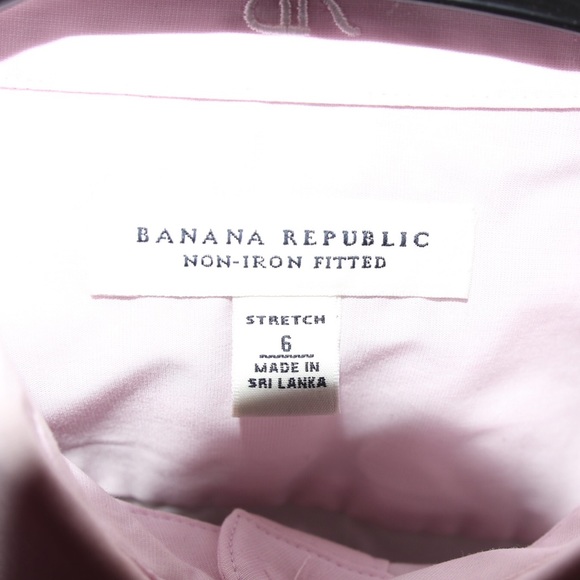 BANANA REPUBLIC
NON-IRON FITTED
STRETCH
6
MADE IN
SRI LANKA